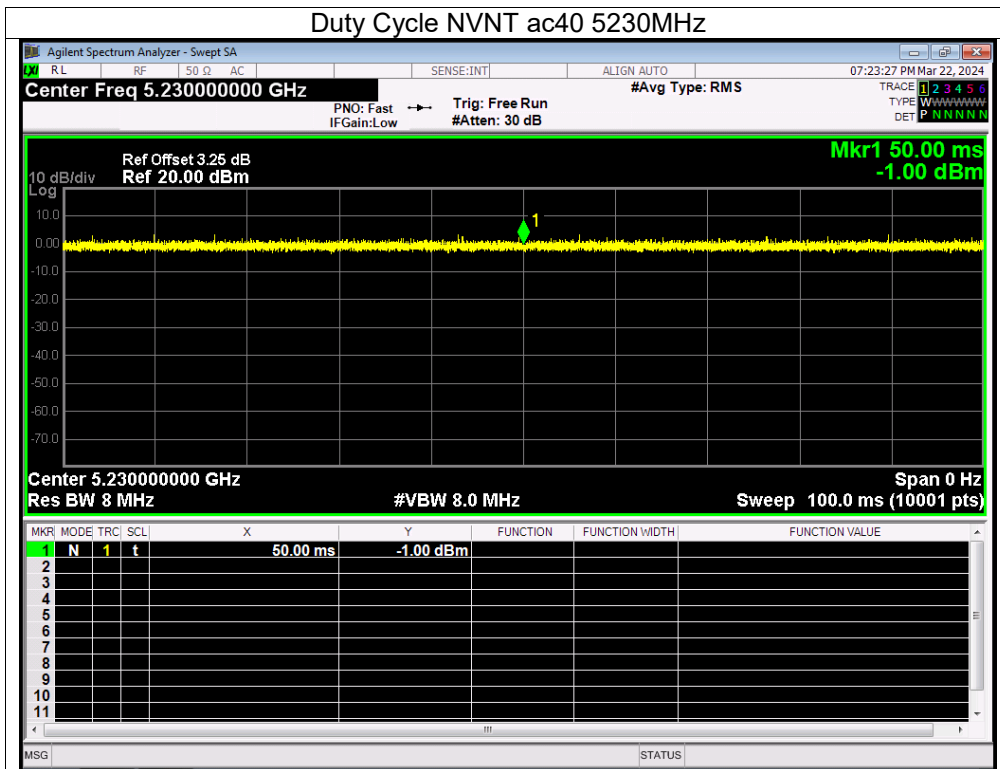 Duty Cycle NVNT ac40 5230MHz
Agilent Spectrum Analyzer - Swept SA
LXI RL RF 50 Ω AC SENSE:INT ALIGN AUTO 07:23:27 PM Mar 22, 2024
Center Freq 5.230000000 GHz #Avg Type: RMS TRACE 1 2 3 4 5 6
PNO: Fast Trig: Free Run TYPE WWWWWW
IFGain:Low #Atten: 30 dB DET P N N N N N
Mkr1 50.00 ms
Ref Offset 3.25 dB
10 dB/div Ref 20.00 dBm -1.00 dBm
Log
10.0
1
0.00
-10.0
-20.0
-30.0
-40.0
-50.0
-60.0
-70.0
Center 5.230000000 GHz Span 0 Hz
Res BW 8 MHz #VBW 8.0 MHz Sweep 100.0 ms (10001 pts)
MKR MODE TRC SCL X Y FUNCTION FUNCTION WIDTH FUNCTION VALUE
1 N 1 t 50.00 ms -1.00 dBm
2
3
4
5
6
7
8
9
10
11
MSG STATUS